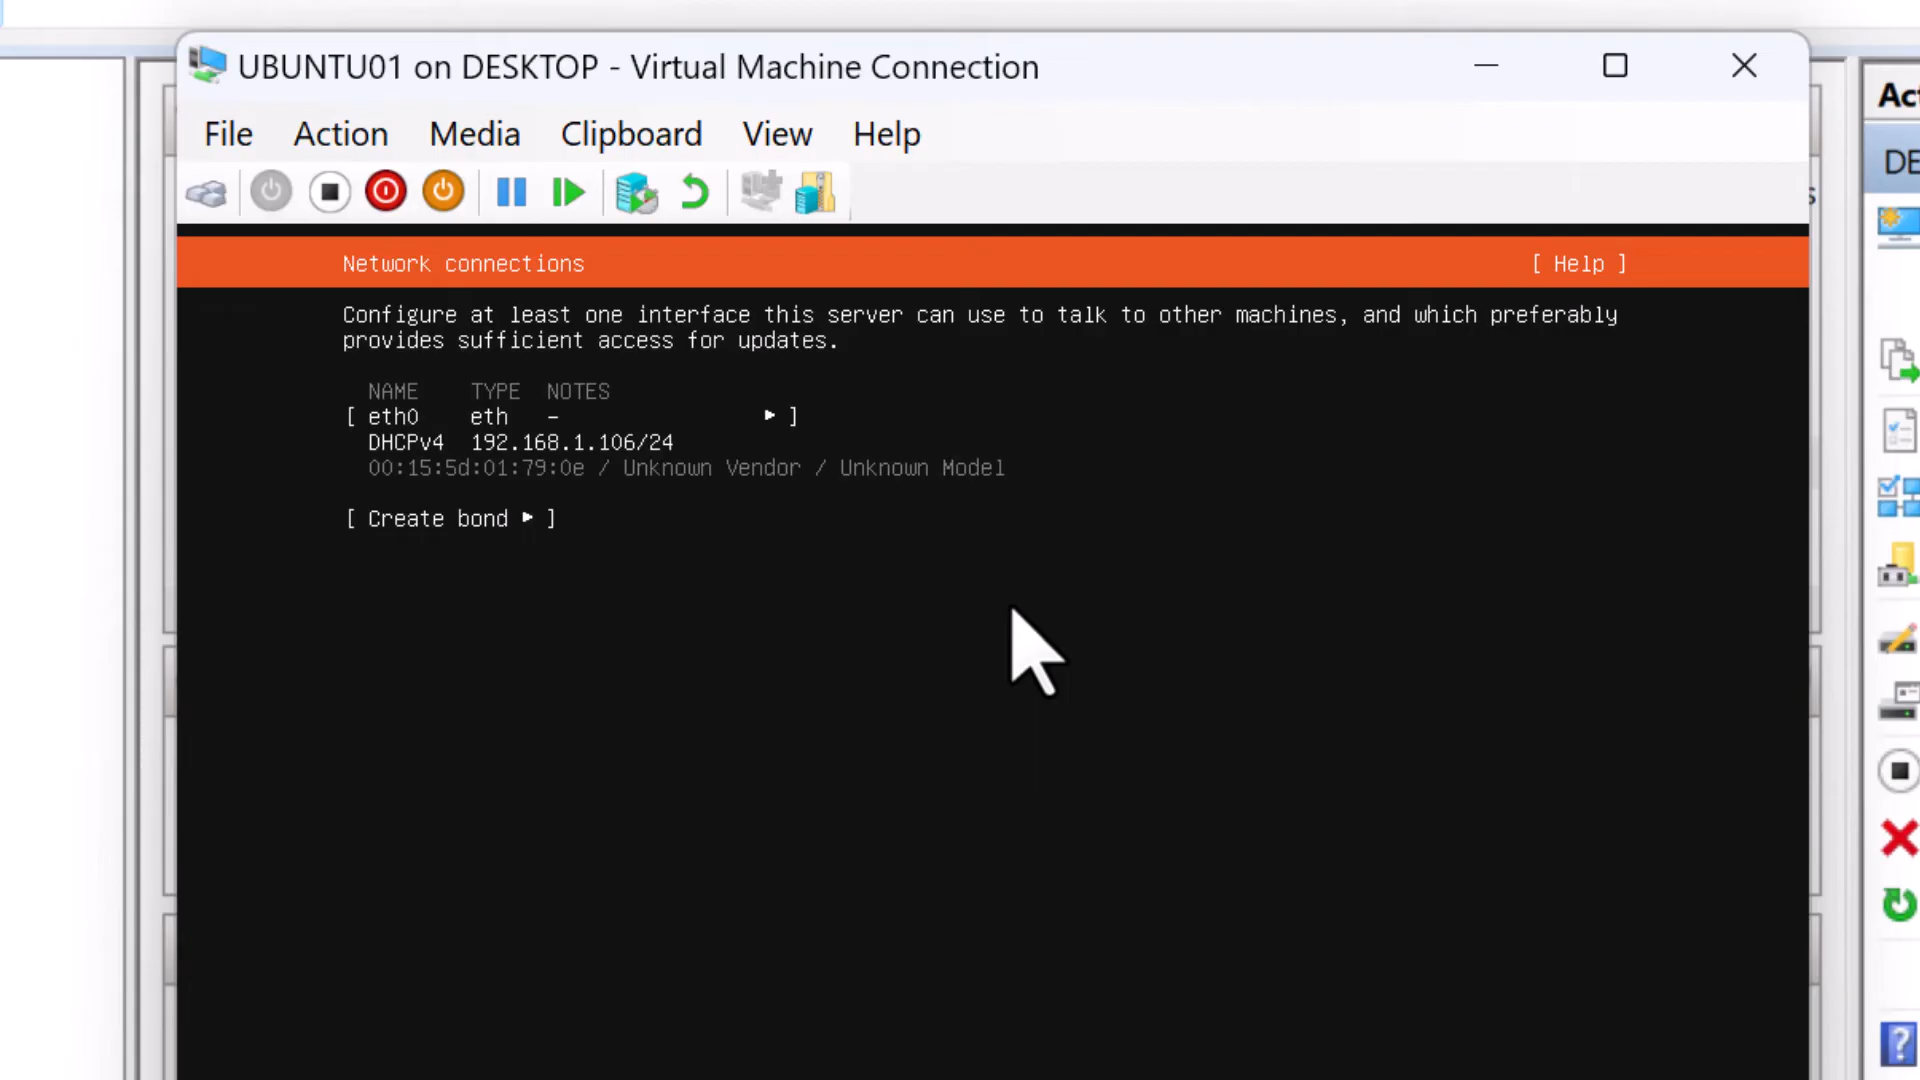 UBUNTU01 on DESKTOP - Virtual Machine Connection
File Action Media Clipboard View Help
Network connections [ Help ]
Configure at least one interface this server can use to talk to other machines, and which preferably
provides sufficient access for updates.
NAME TYPE NOTES
[ eth0 eth - ▸ ]
DHCPv4 192.168.1.106/24
00:15:5d:01:79:0e / Unknown Vendor / Unknown Model
[ Create bond ▸ ]